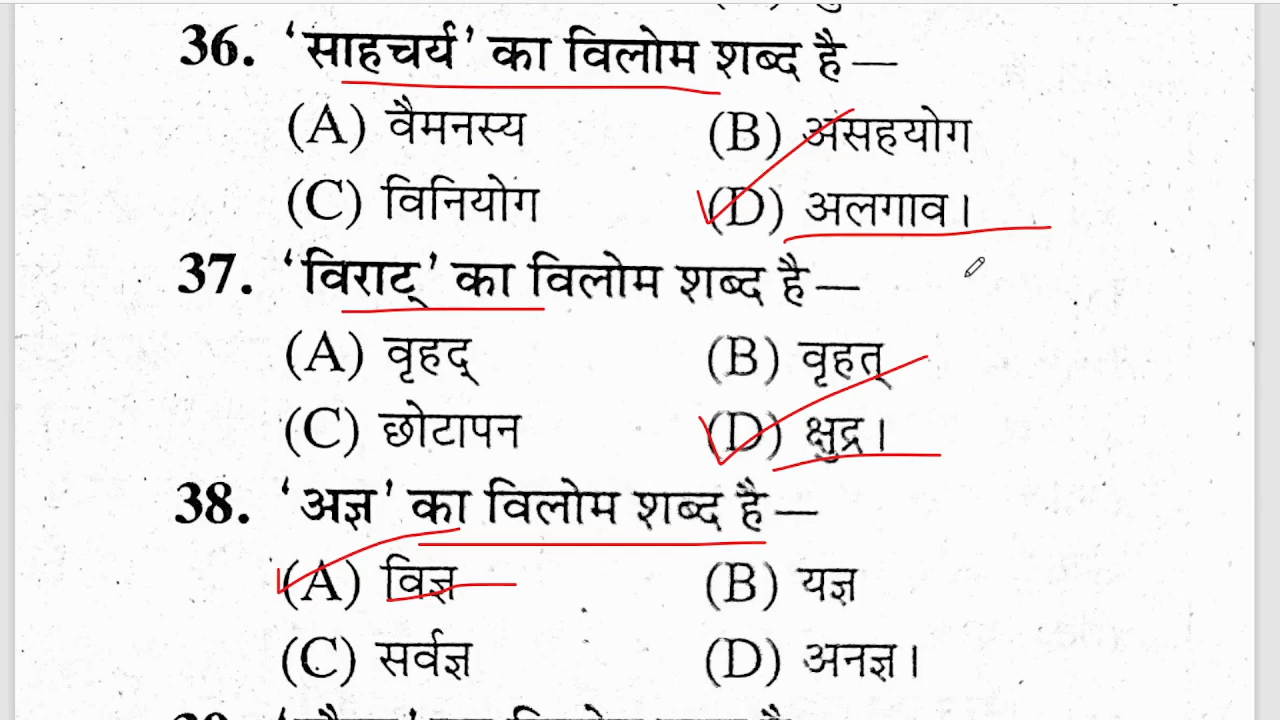 36. ‘साहचर्य’ का विलोम शब्द है—
(A) वैमनस्य (B) असहयोग
(C) विनियोग (D) अलगाव।
37. ‘विराट्’ का विलोम शब्द है—
(A) वृहद् (B) वृहत्
(C) छोटापन (D) क्षुद्र।
38. ‘अज्ञ’ का विलोम शब्द है—
(A) विज्ञ (B) यज्ञ
(C) सर्वज्ञ (D) अनज्ञ।